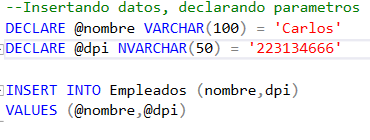 --Insertando datos, declarando parametros
DECLARE @nombre VARCHAR(100) = 'Carlos'
DECLARE @dpi NVARCHAR(50) = '223134666'
INSERT INTO Empleados (nombre,dpi)
VALUES (@nombre,@dpi)